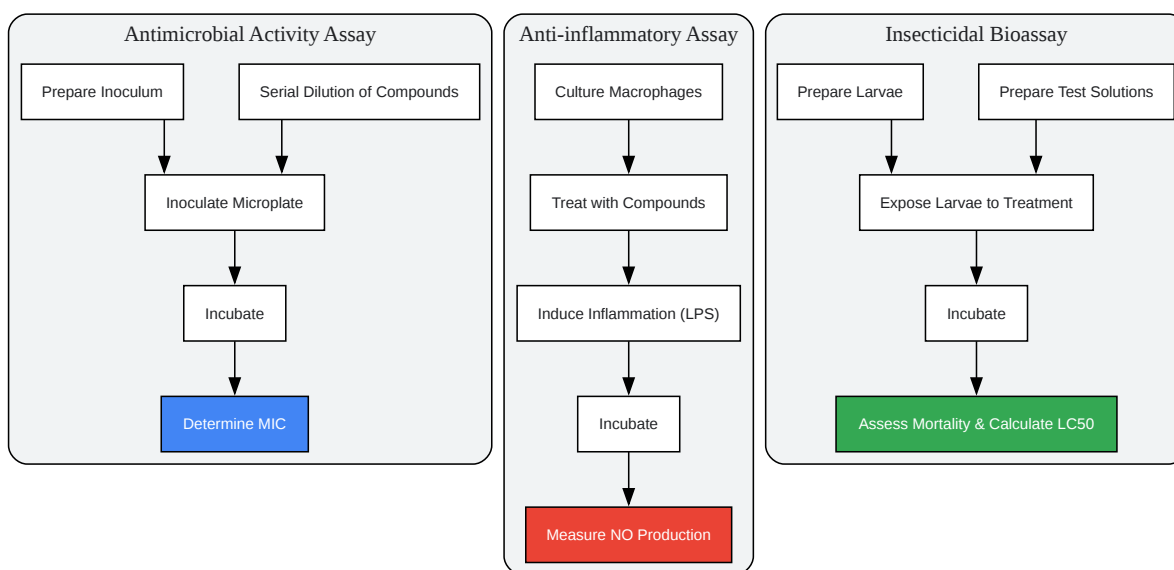 Antimicrobial Activity Assay
Prepare Inoculum
Serial Dilution of Compounds
Inoculate Microplate
Incubate
Determine MIC
Anti-inflammatory Assay
Culture Macrophages
Treat with Compounds
Induce Inflammation (LPS)
Incubate
Measure NO Production
Insecticidal Bioassay
Prepare Larvae
Prepare Test Solutions
Expose Larvae to Treatment
Incubate
Assess Mortality & Calculate LC50